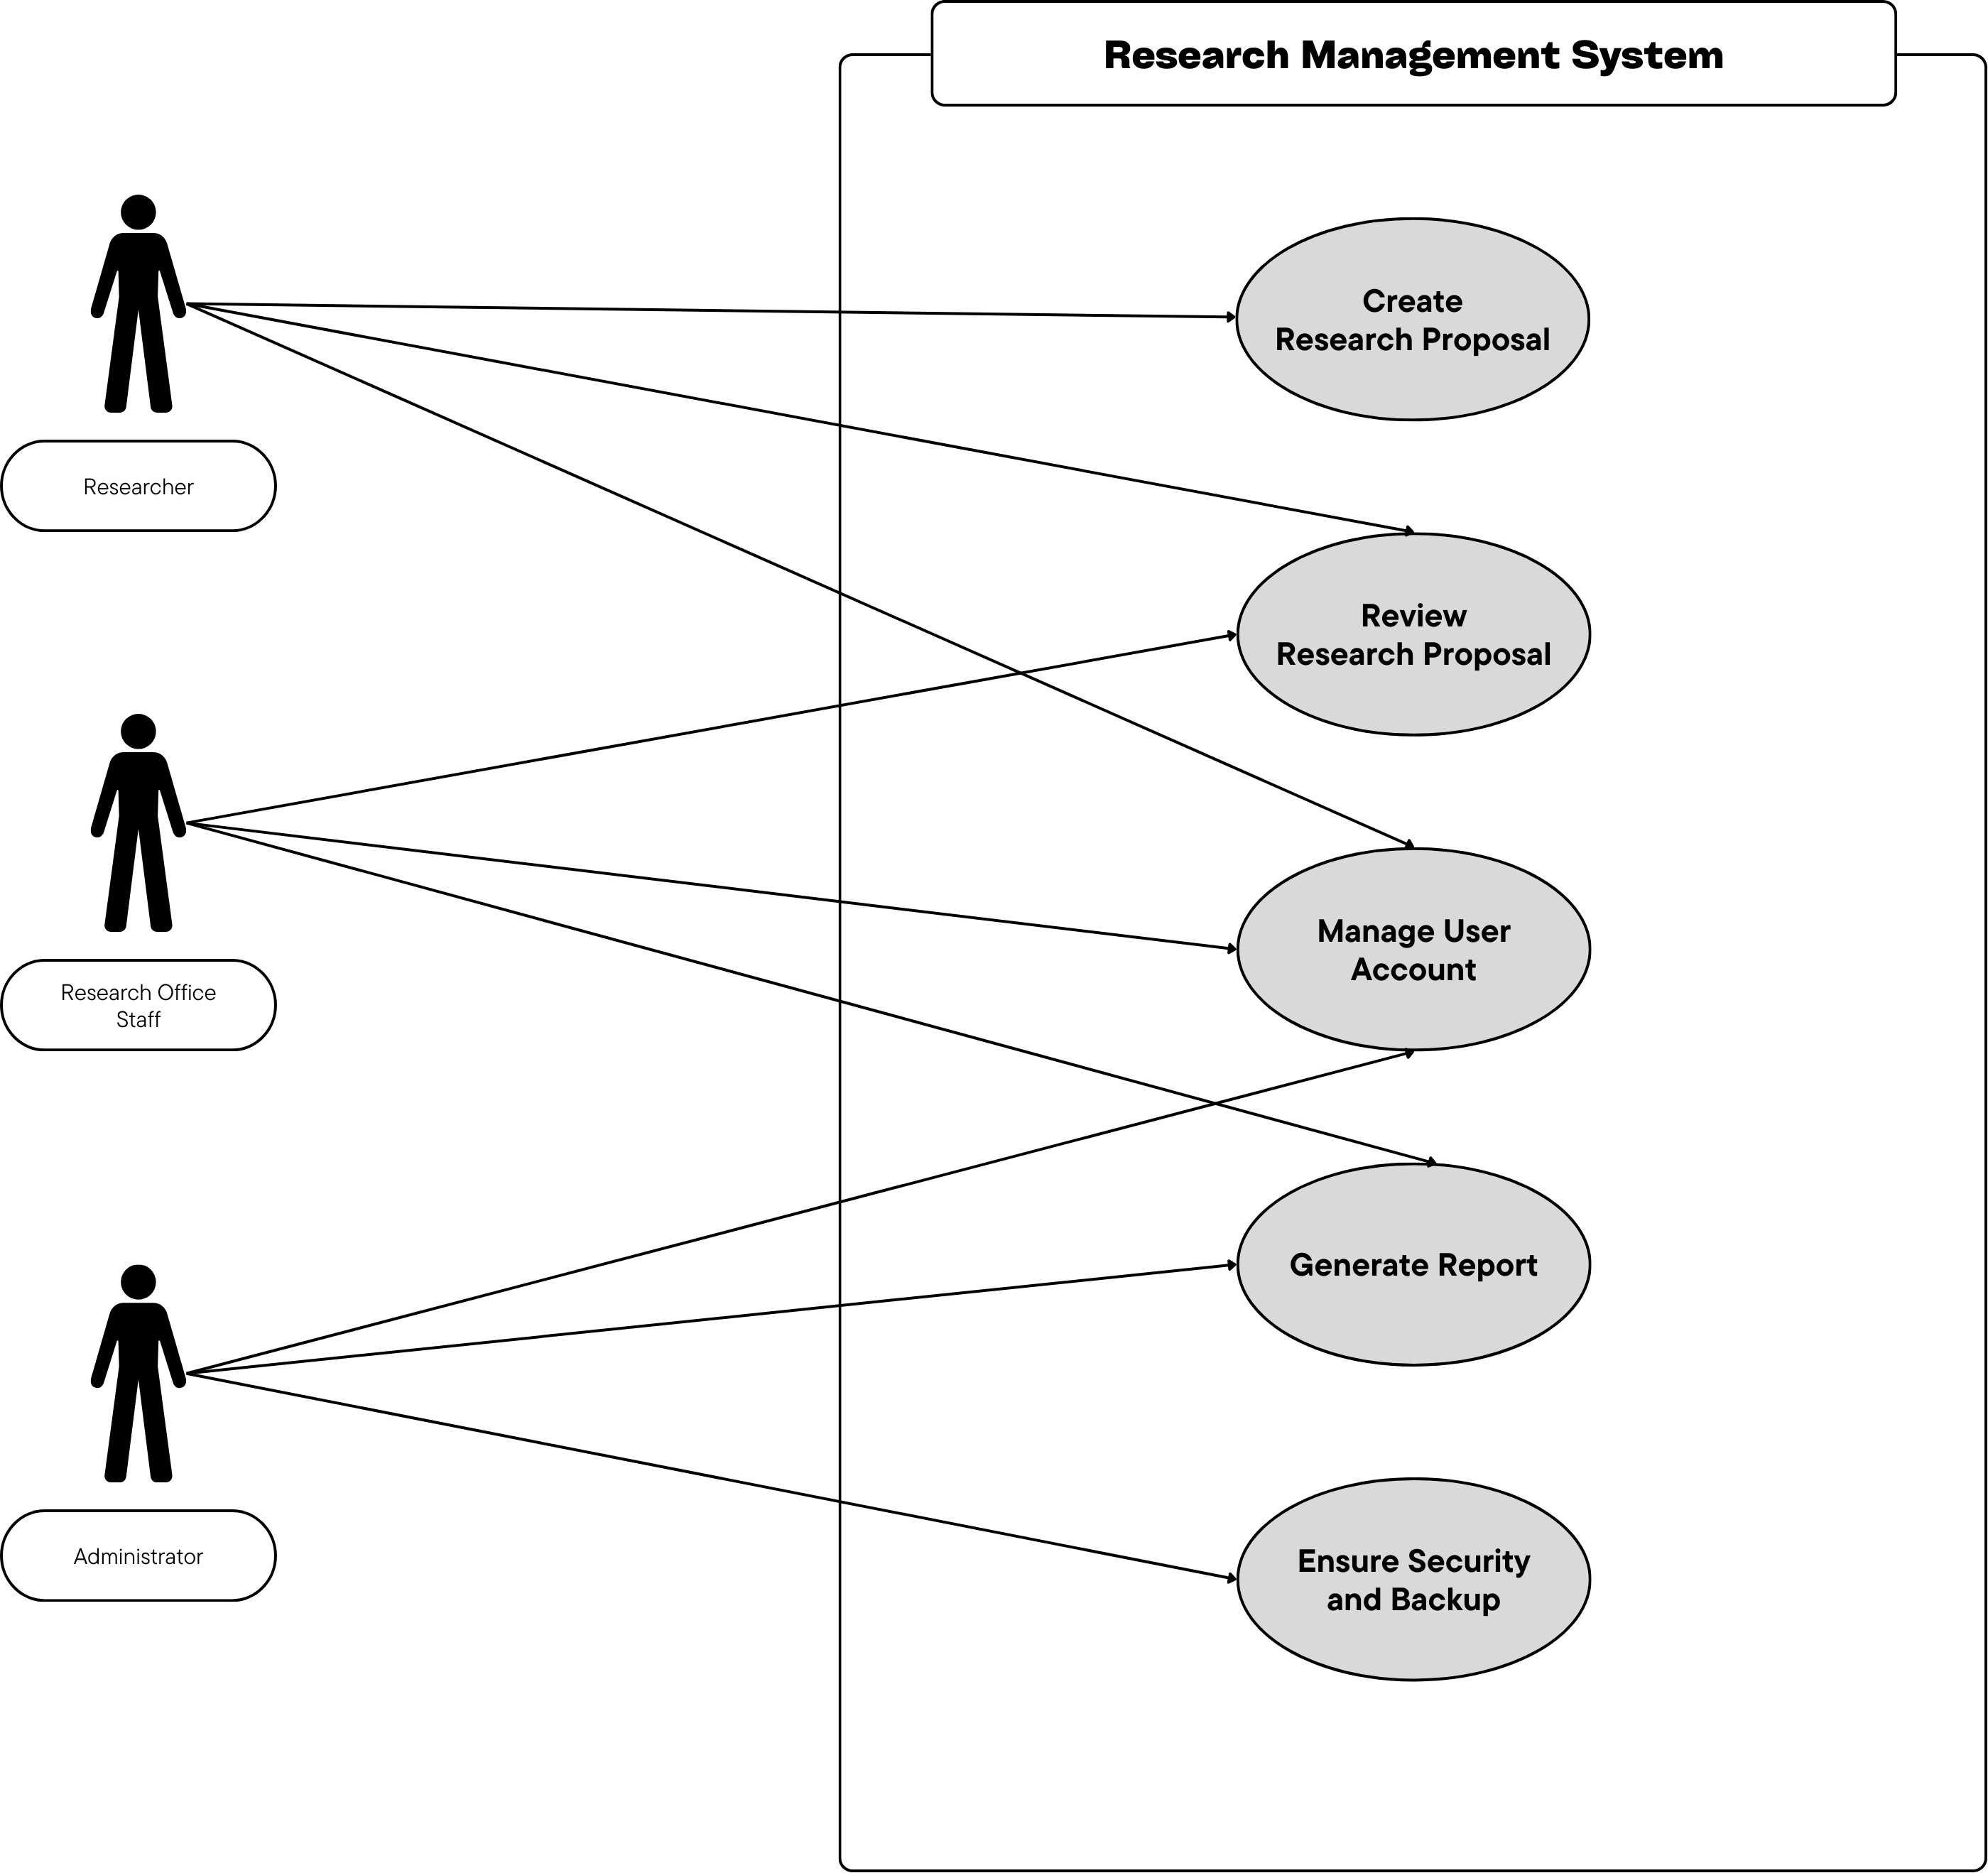 Research Management System
Create
Research Proposal
Researcher
Review
Research Proposal
Manage User
Account
Research Office
Staff
Generate Report
Ensure Security
and Backup
Administrator